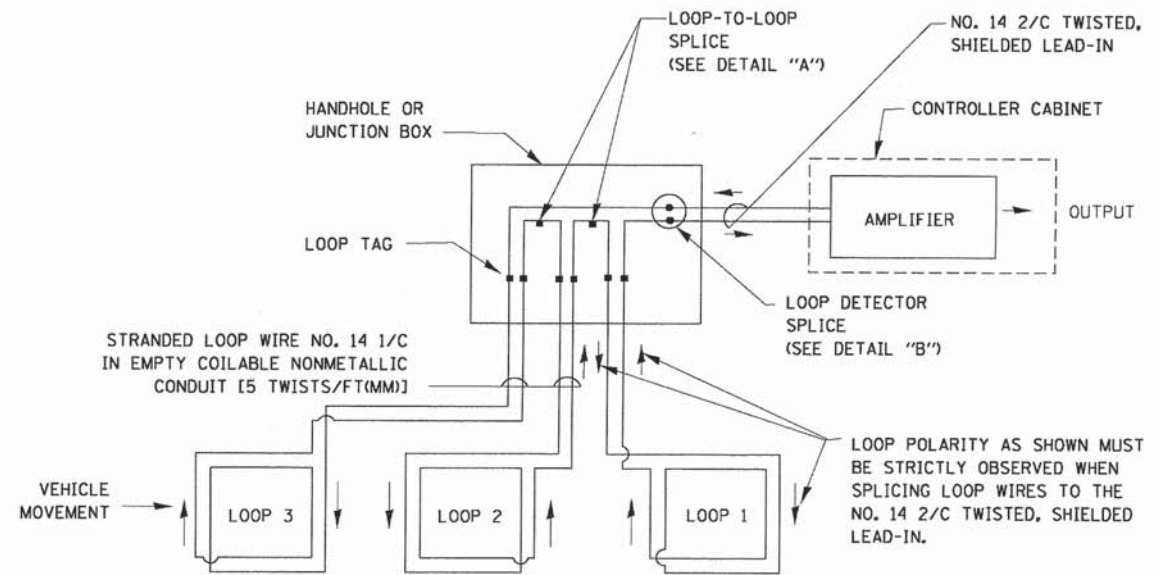 LOOP-TO-LOOP
SPLICE
(SEE DETAIL "A")
NO. 14 2/C TWISTED,
SHIELDED LEAD-IN
HANDHOLE OR
JUNCTION BOX
CONTROLLER CABINET
AMPLIFIER
OUTPUT
LOOP TAG
LOOP DETECTOR
SPLICE
(SEE DETAIL "B")
STRANDED LOOP WIRE NO. 14 1/C
IN EMPTY COILABLE NONMETALLIC
CONDUIT [5 TWISTS/FT(MM)]
LOOP POLARITY AS SHOWN MUST
BE STRICTLY OBSERVED WHEN
SPLICING LOOP WIRES TO THE
NO. 14 2/C TWISTED, SHIELDED
LEAD-IN.
VEHICLE
MOVEMENT
LOOP 3
LOOP 2
LOOP 1